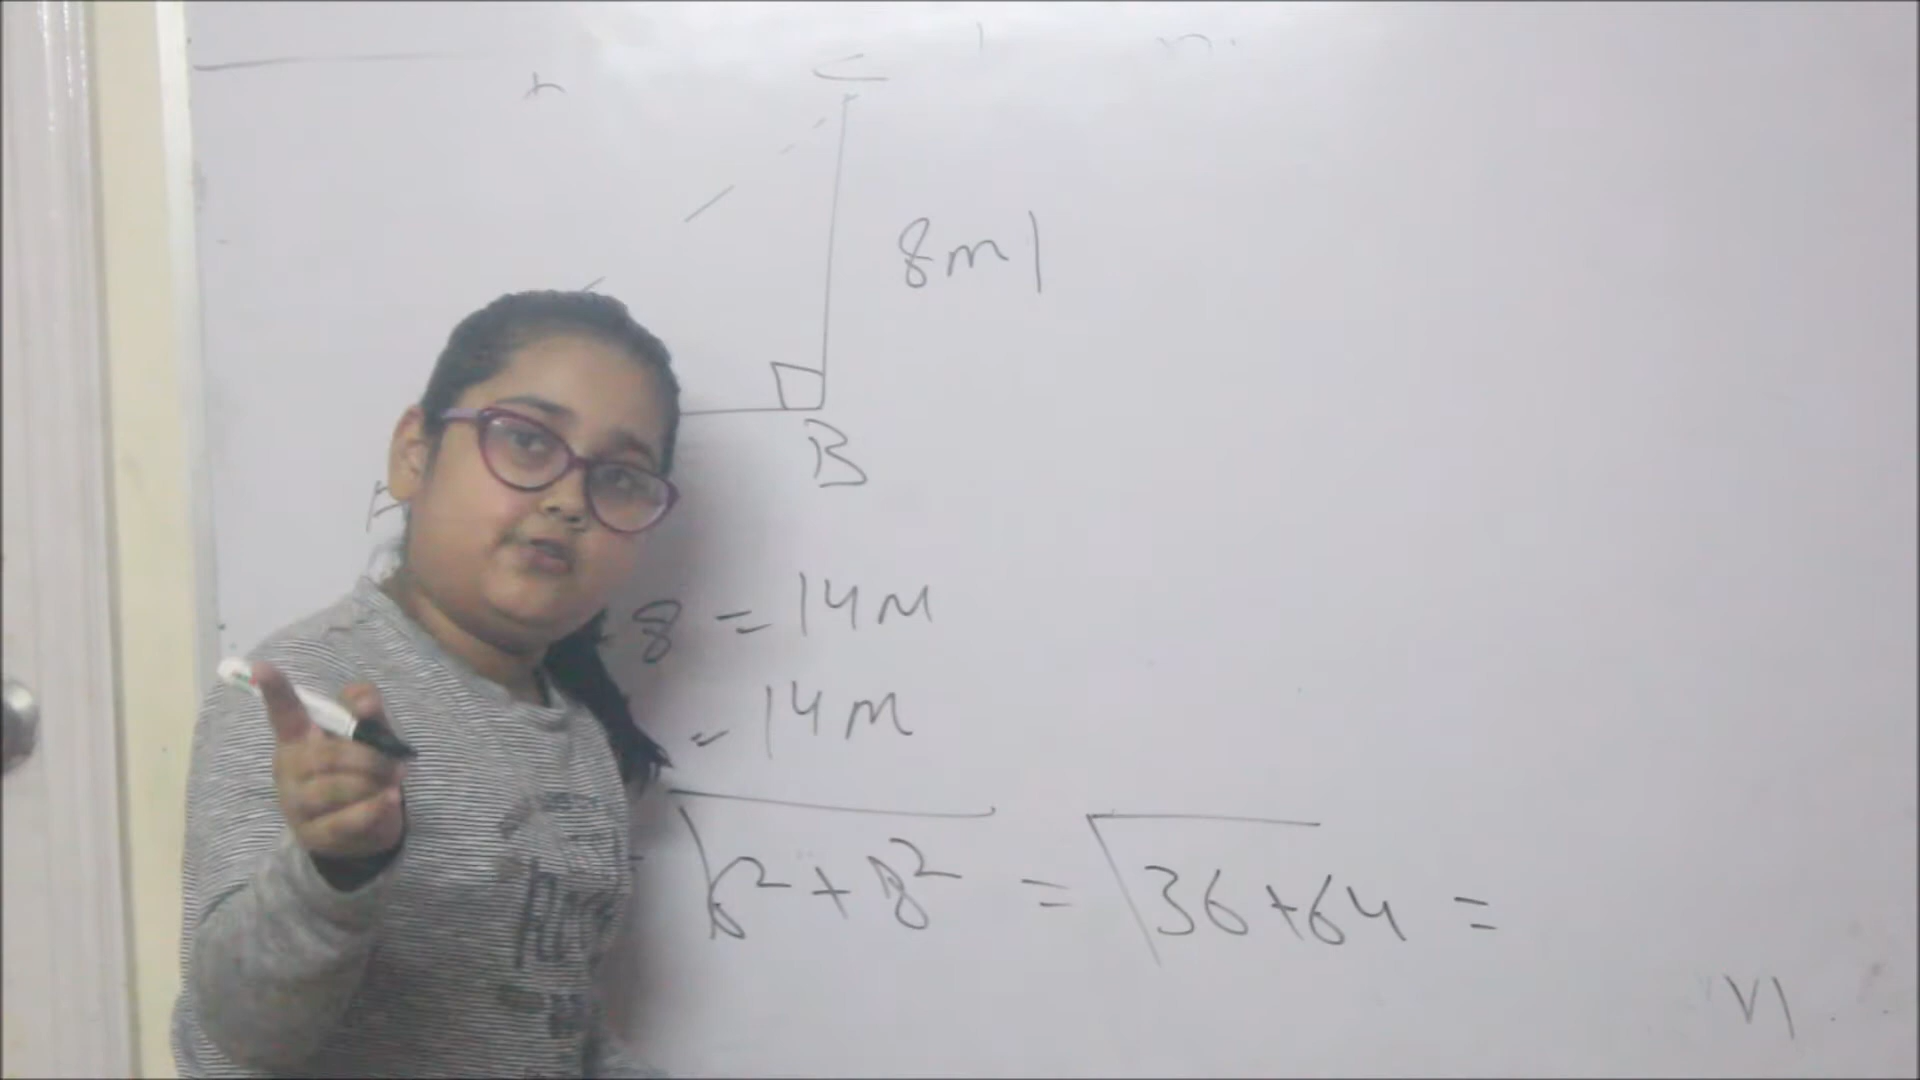 C
8m
B
8 = 14m
= 14m
√6²+8² = √36+64 =